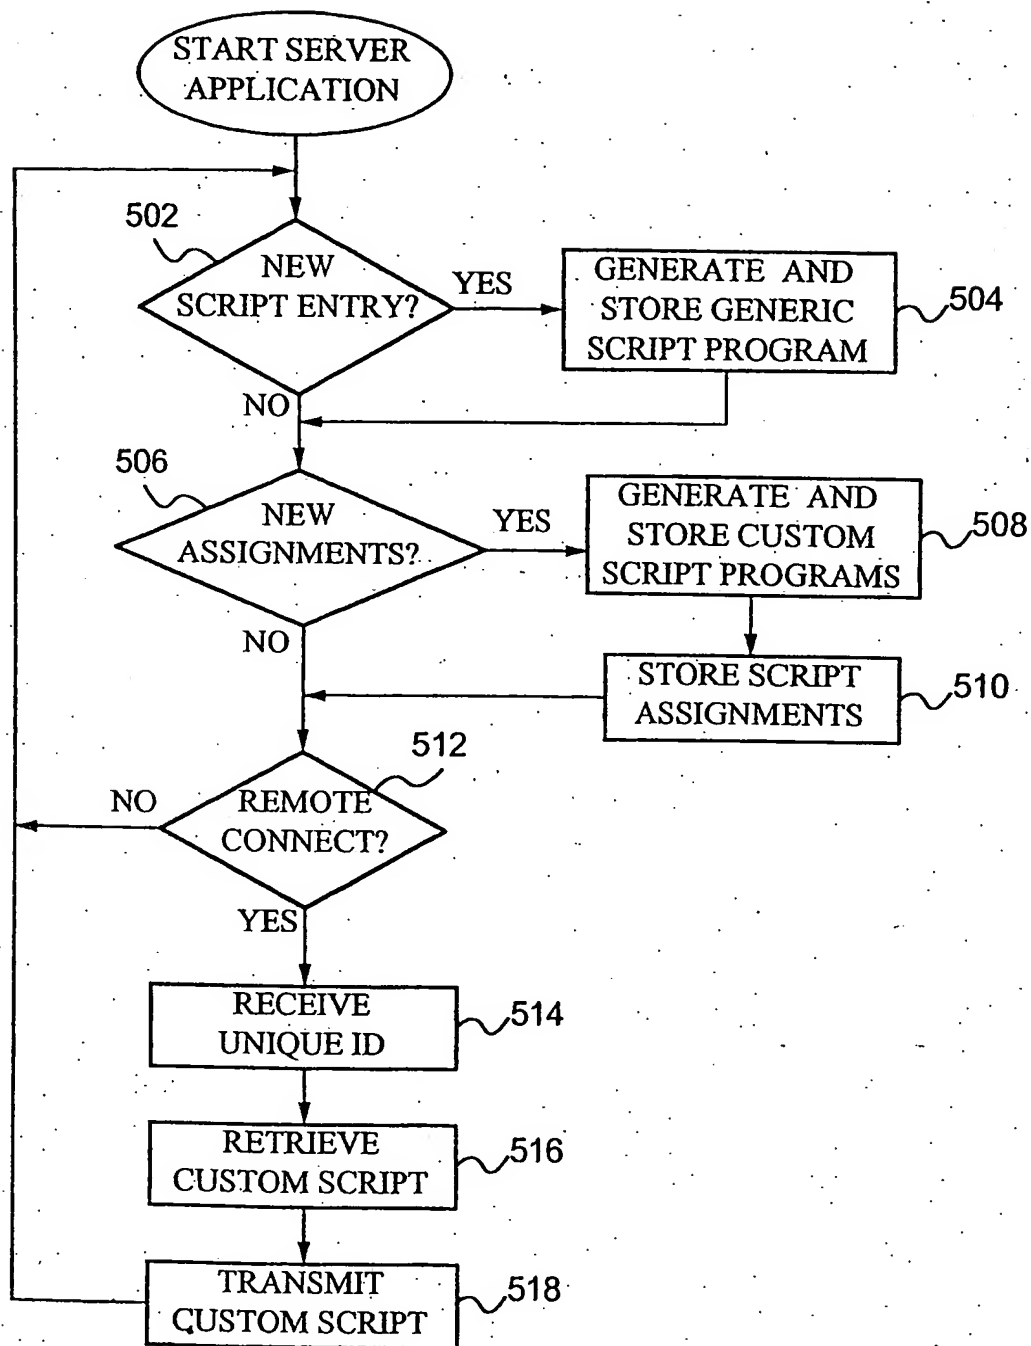 START SERVER
APPLICATION
502
NEW
SCRIPT ENTRY?
YES
GENERATE AND
STORE GENERIC
SCRIPT PROGRAM
504
NO
506
NEW
ASSIGNMENTS?
YES
GENERATE AND
STORE CUSTOM
SCRIPT PROGRAMS
508
NO
STORE SCRIPT
ASSIGNMENTS
510
512
REMOTE
CONNECT?
NO
YES
RECEIVE
UNIQUE ID
514
RETRIEVE
CUSTOM SCRIPT
516
TRANSMIT
CUSTOM SCRIPT
518